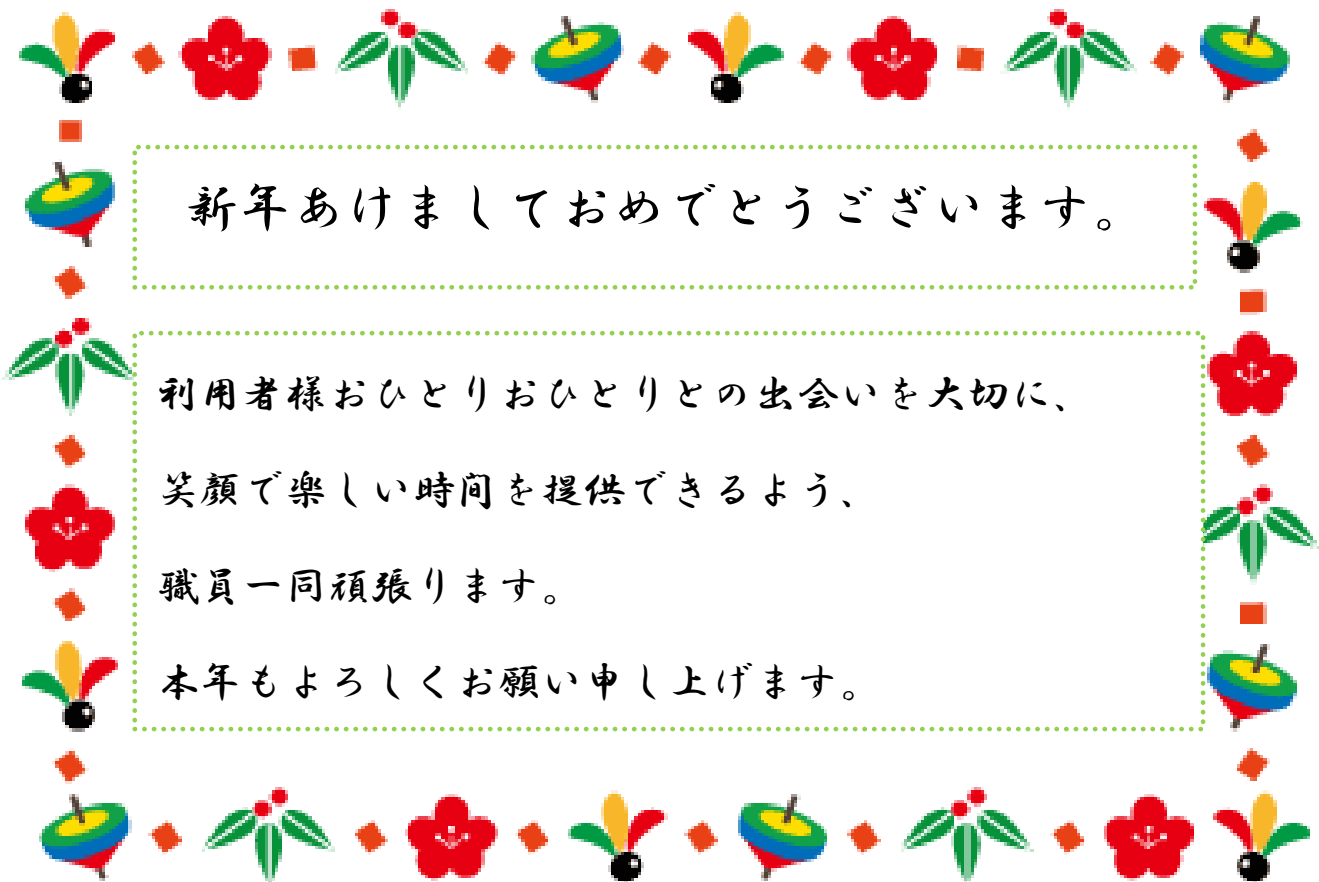 新年あけましておめでとうございます。
利用者様おひとりおひとりとの出会いを大切に、
笑顔で楽しい時間を提供できるよう、
職員一同頑張ります。
本年もよろしくお願い申し上げます。